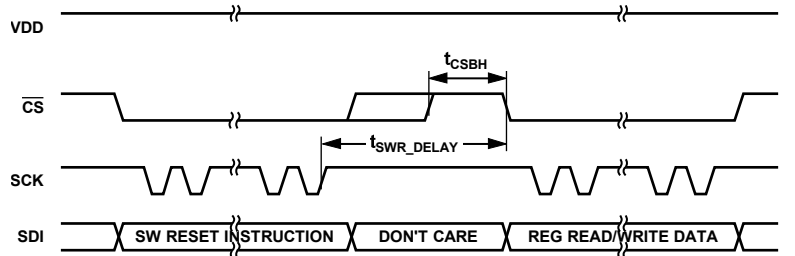 VDD
tCSBH
CS
tSWR_DELAY
SCK
SDI
SW RESET INSTRUCTION
DON'T CARE
REG READ/WRITE DATA